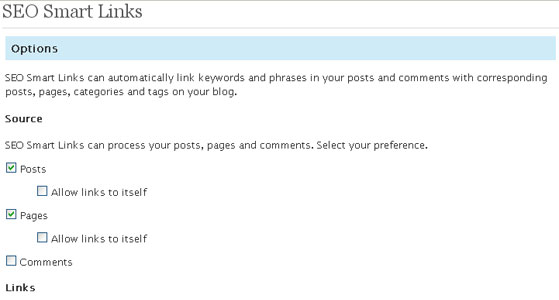 SEO Smart Links
Options
SEO Smart Links can automatically link keywords and phrases in your posts and comments with corresponding
posts, pages, categories and tags on your blog.
Source
SEO Smart Links can process your posts, pages and comments. Select your preference.
Posts
Allow links to itself
Pages
Allow links to itself
Comments
Links